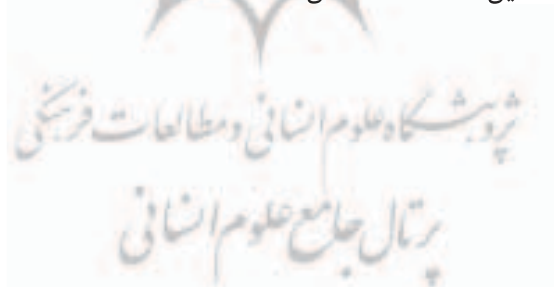 پژوهشگاه علوم انسانی و مطالعات فرهنگی
پرتال جامع علوم انسانی